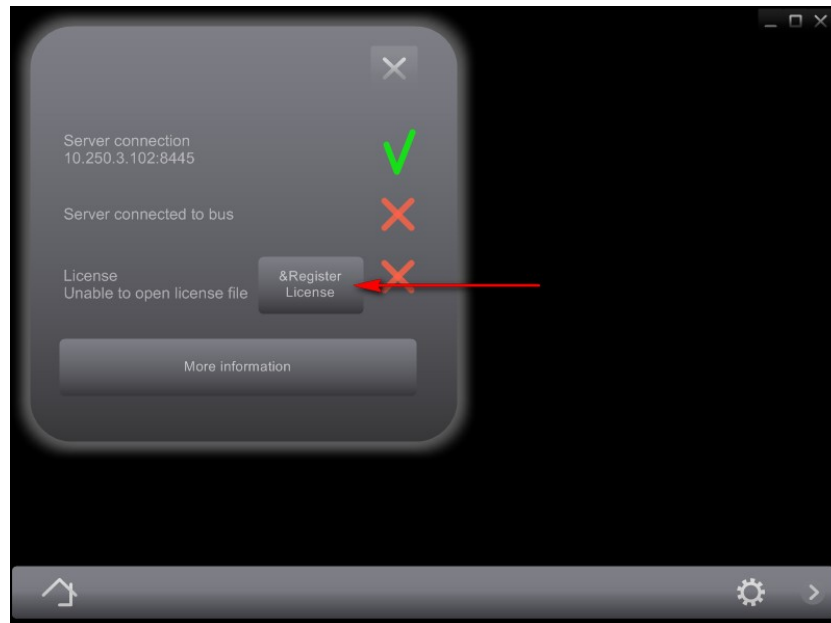 Server connection
10.250.3.102:8445
Server connected to bus
License
Unable to open license file
&Register
License
More information